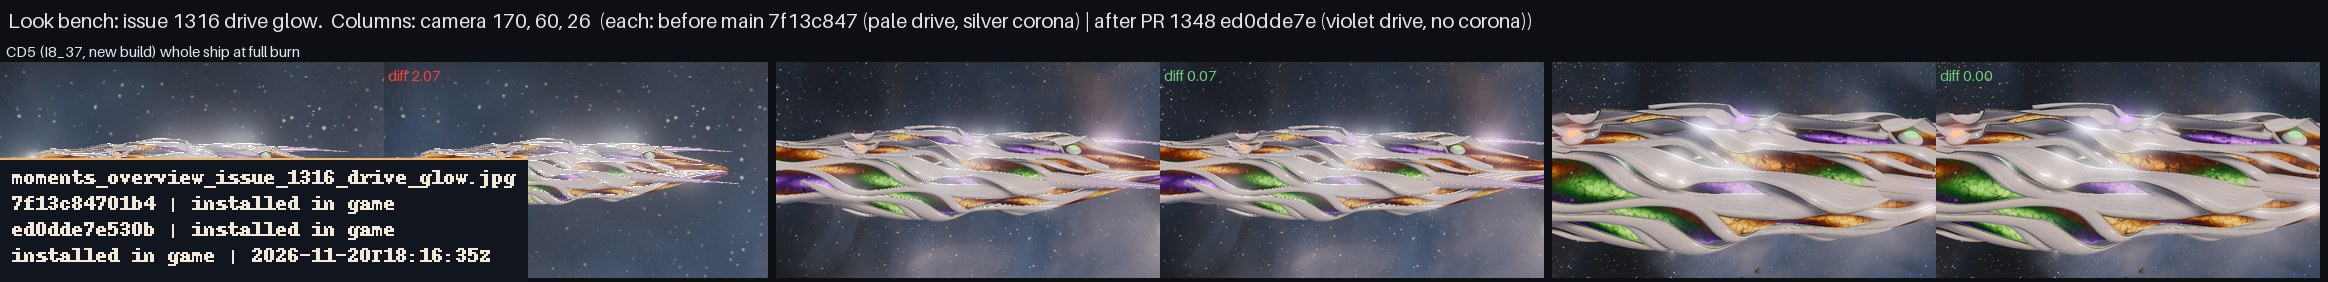 Look bench: issue 1316 drive glow. Columns: camera 170, 60, 26 (each: before main 7f13c847 (pale drive, silver corona) | after PR 1348 ed0dde7e (violet drive, no corona))
CD5 (I8_37, new build) whole ship at full burn
diff 2.07
diff 0.07
diff 0.00
moments_overview_issue_1316_drive_glow.jpg
7f13c84701b4 | installed in game
ed0dde7e530b | installed in game
installed in game | 2026-11-20T18:16:35Z